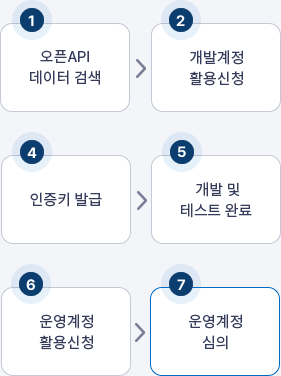 1
오픈API
데이터 검색
2
개발계정
활용신청
4
인증키 발급
5
개발 및
테스트 완료
6
운영계정
활용신청
7
운영계정
심의